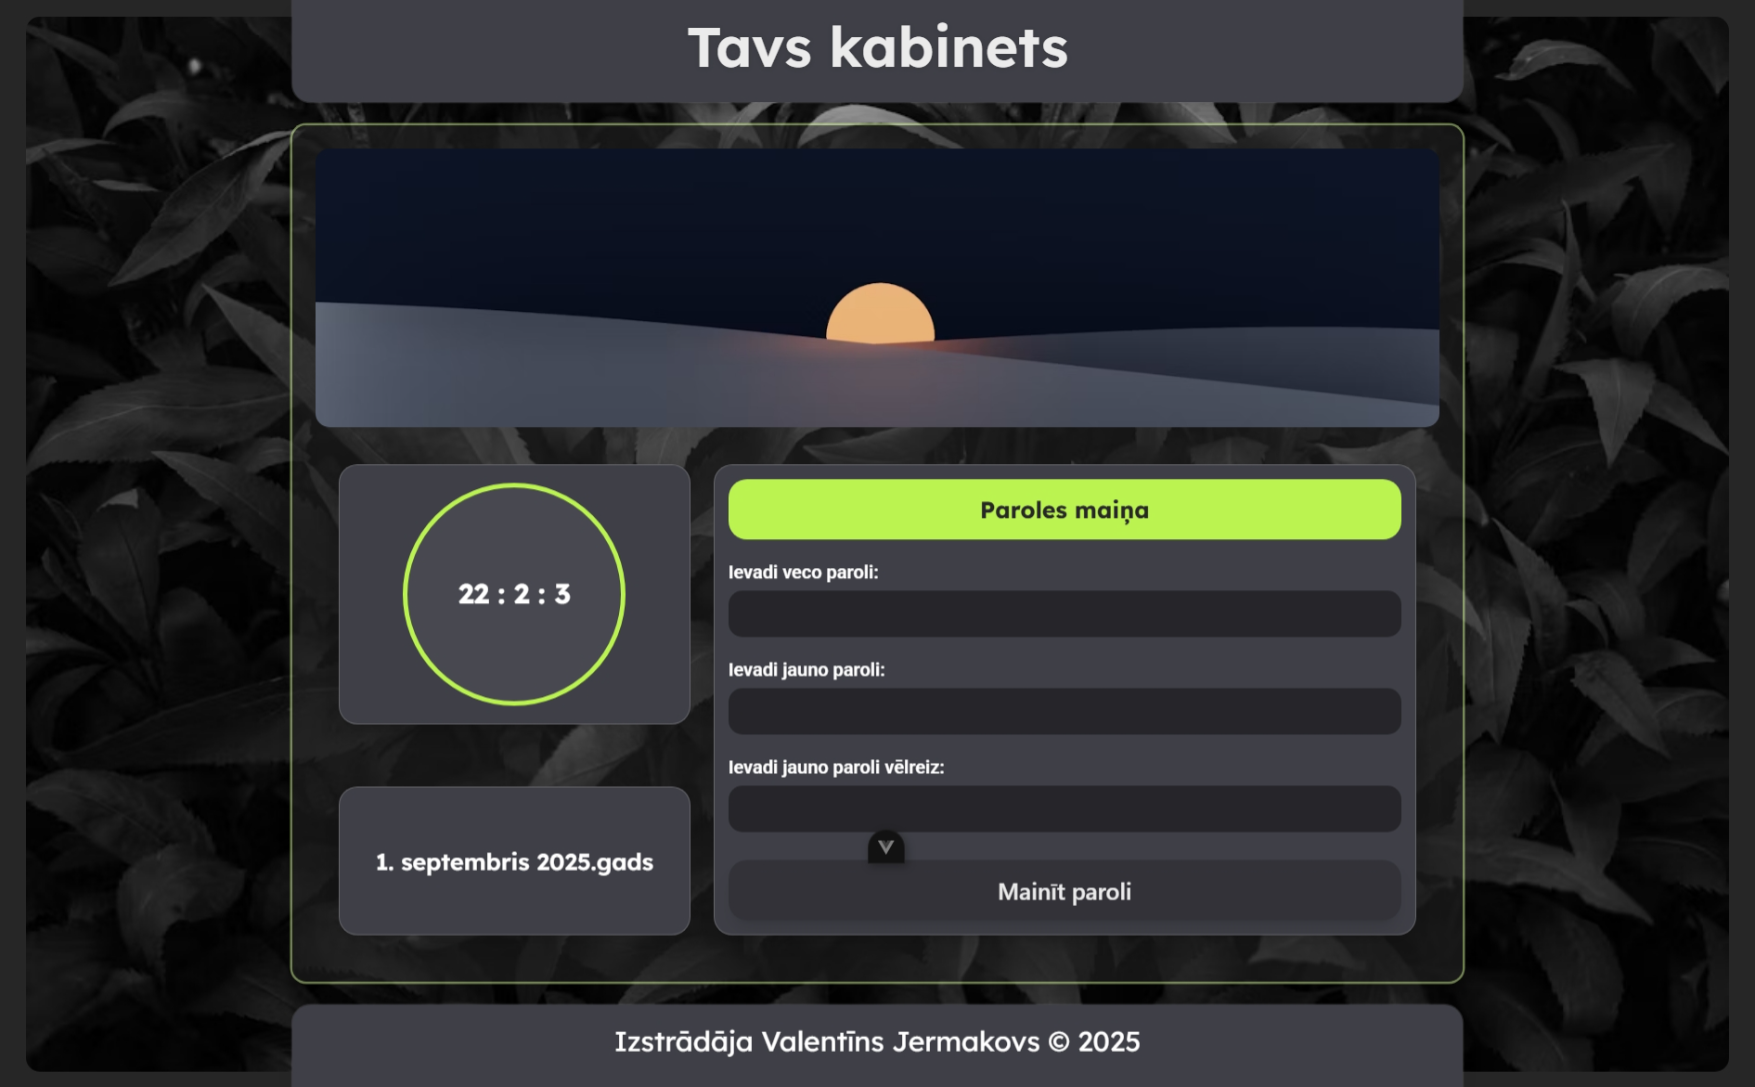 Tavs kabinets
22 : 2 : 3
1. septembris 2025.gads
Paroles maiņa
Ievadi veco paroli:
Ievadi jauno paroli:
Ievadi jauno paroli vēlreiz:
V
Mainīt paroli
Izstrādāja Valentīns Jermakovs © 2025